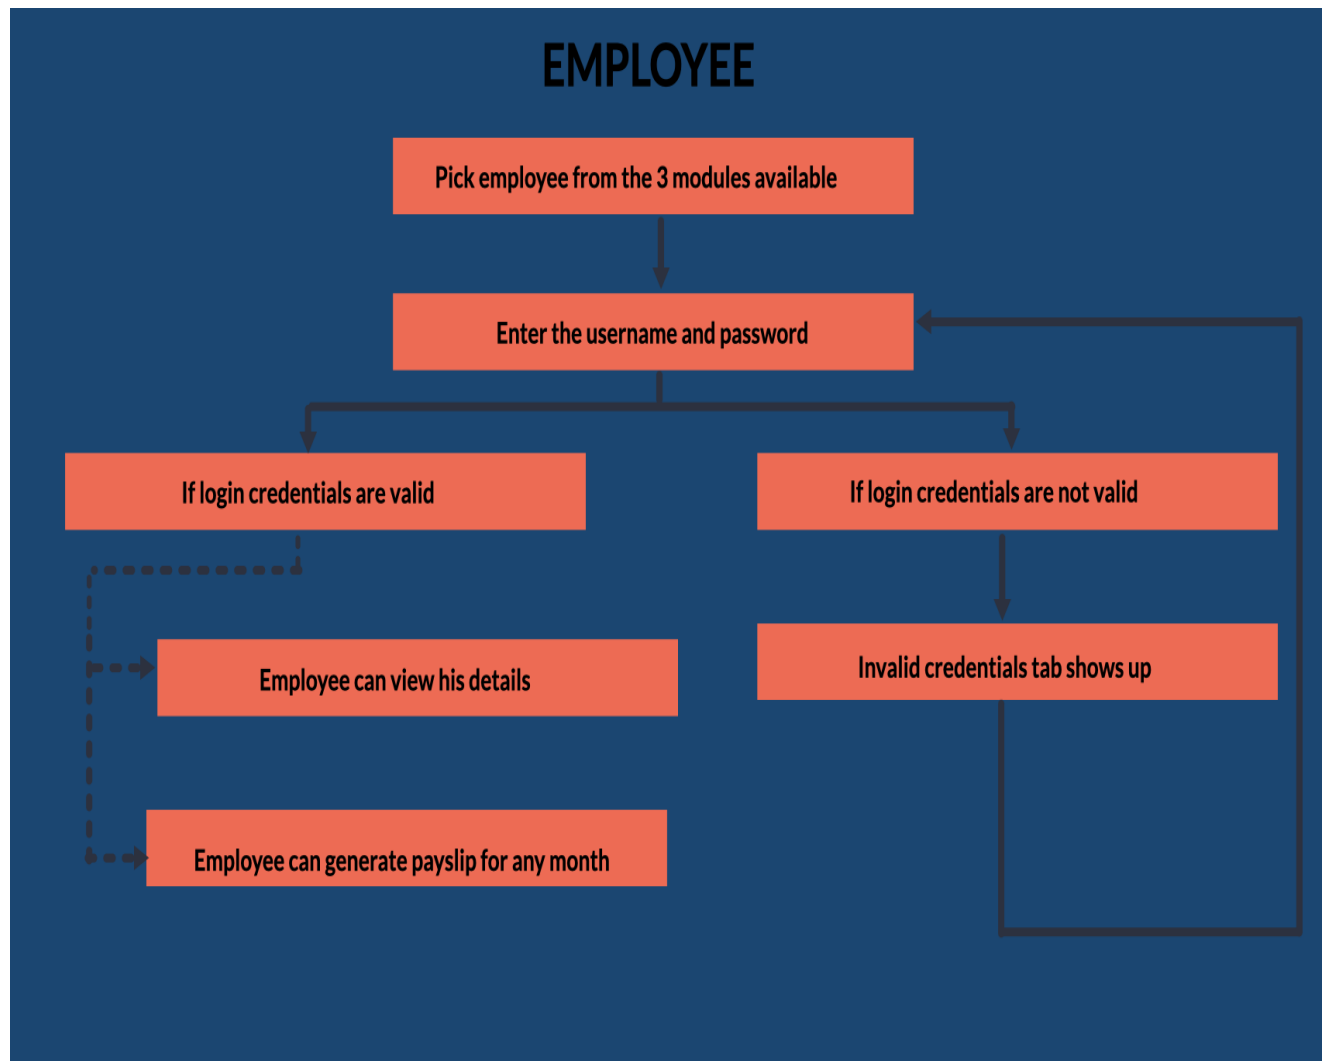 EMPLOYEE
Pick employee from the 3 modules available
Enter the username and password
If login credentials are valid
If login credentials are not valid
Employee can view his details
Invalid credentials tab shows up
Employee can generate payslip for any month